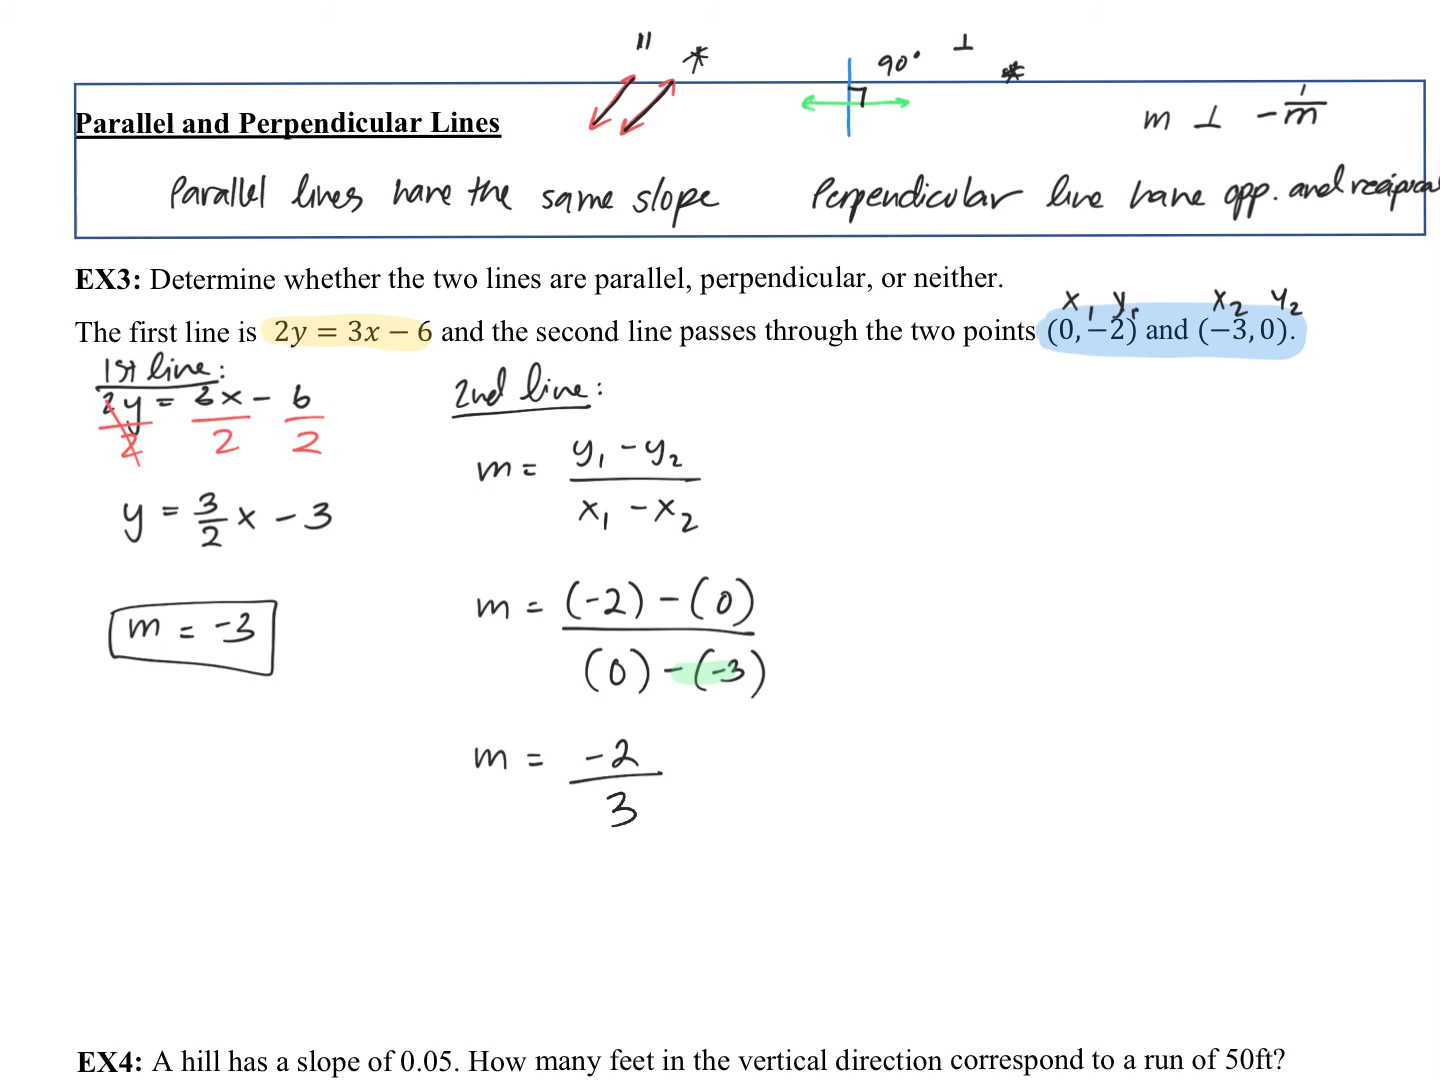 " * 90° ⊥ *
Parallel and Perpendicular Lines
m ⊥ -1/m
Parallel lines have the same slope
Perpendicular line have opp. and reciprocal
EX3: Determine whether the two lines are parallel, perpendicular, or neither.
x₁ y₁ x₂ y₂
The first line is 2y = 3x − 6 and the second line passes through the two points (0, −2) and (−3, 0).
1st line:
2y/2 = 3x/2 - 6/2
y = 3/2 x - 3
m = -3
2nd line:
m = (y₁ - y₂)/(x₁ - x₂)
m = ((-2) - (0))/((0) - (-3))
m = -2/3
EX4: A hill has a slope of 0.05. How many feet in the vertical direction correspond to a run of 50ft?